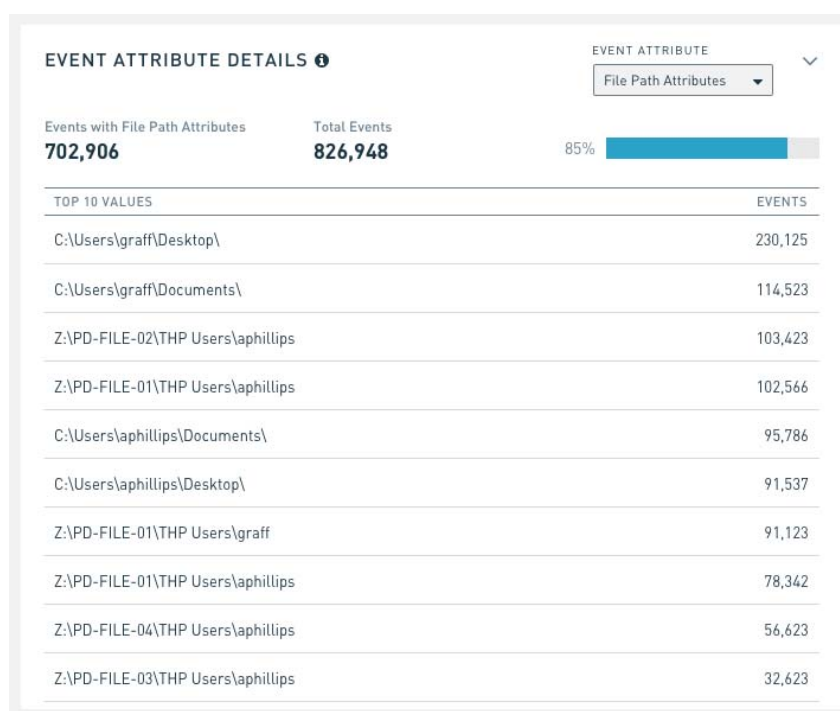 EVENT ATTRIBUTE DETAILS
EVENT ATTRIBUTE
File Path Attributes
Events with File Path Attributes Total Events
702,906 826,948 85%
TOP 10 VALUES EVENTS
C:\Users\graff\Desktop\ 230,125
C:\Users\graff\Documents\ 114,523
Z:\PD-FILE-02\THP Users\aphillips 103,423
Z:\PD-FILE-01\THP Users\aphillips 102,566
C:\Users\aphillips\Documents\ 95,786
C:\Users\aphillips\Desktop\ 91,537
Z:\PD-FILE-01\THP Users\graff 91,123
Z:\PD-FILE-01\THP Users\aphillips 78,342
Z:\PD-FILE-04\THP Users\aphillips 56,623
Z:\PD-FILE-03\THP Users\aphillips 32,623